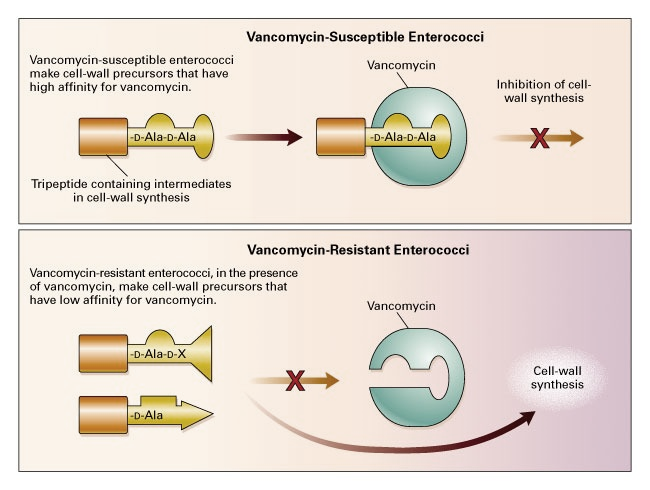 Vancomycin-Susceptible Enterococci
Vancomycin-susceptible enterococci
make cell-wall precursors that have
high affinity for vancomycin.
Vancomycin
Inhibition of cell-
wall synthesis
-D-Ala-D-Ala
-D-Ala-D-Ala
X
Tripeptide containing intermediates
in cell-wall synthesis
Vancomycin-Resistant Enterococci
Vancomycin-resistant enterococci, in the presence
of vancomycin, make cell-wall precursors that
have low affinity for vancomycin.
Vancomycin
-D-Ala-D-X
X
Cell-wall
synthesis
-D-Ala